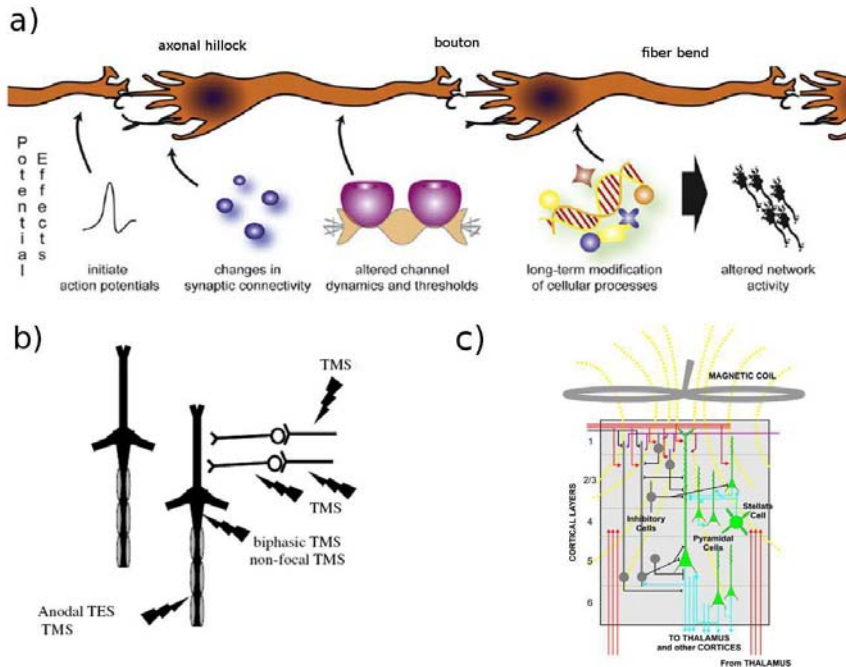 a)
axonal hillock
bouton
fiber bend
Potential
Effects
initiate
action potentials
changes in
synaptic connectivity
altered channel
dynamics and thresholds
long-term modification
of cellular processes
altered network
activity
b)
TMS
TMS
biphasic TMS
non-focal TMS
Anodal TES
TMS
c)
MAGNETIC COIL
CORTICAL LAYERS
1
2/3
4
5
6
Inhibitory
Cells
Pyramidal
Cells
Stellate
Cell
TO THALAMUS
and other CORTICES
From THALAMUS